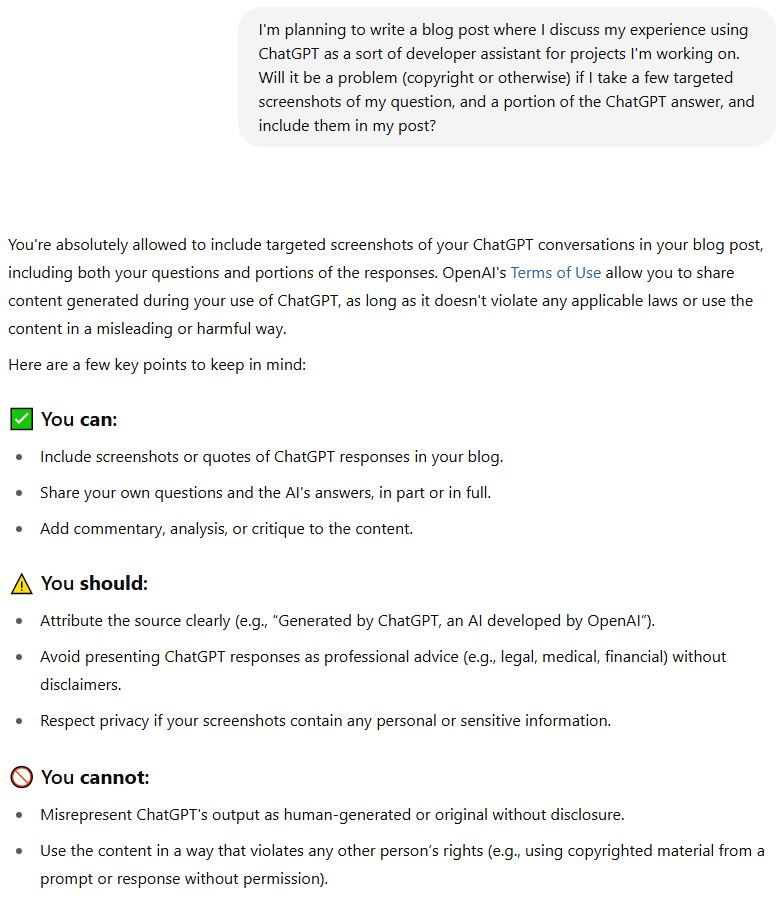 I'm planning to write a blog post where I discuss my experience using
ChatGPT as a sort of developer assistant for projects I'm working on.
Will it be a problem (copyright or otherwise) if I take a few targeted
screenshots of my question, and a portion of the ChatGPT answer, and
include them in my post?
You're absolutely allowed to include targeted screenshots of your ChatGPT conversations in your blog post,
including both your questions and portions of the responses. OpenAI's Terms of Use allow you to share
content generated during your use of ChatGPT, as long as it doesn't violate any applicable laws or use the
content in a misleading or harmful way.
Here are a few key points to keep in mind:
✅ You can:
• Include screenshots or quotes of ChatGPT responses in your blog.
• Share your own questions and the AI's answers, in part or in full.
• Add commentary, analysis, or critique to the content.
⚠️ You should:
• Attribute the source clearly (e.g., “Generated by ChatGPT, an AI developed by OpenAI”).
• Avoid presenting ChatGPT responses as professional advice (e.g., legal, medical, financial) without
disclaimers.
• Respect privacy if your screenshots contain any personal or sensitive information.
🚫 You cannot:
• Misrepresent ChatGPT's output as human-generated or original without disclosure.
• Use the content in a way that violates any other person’s rights (e.g., using copyrighted material from a
prompt or response without permission).